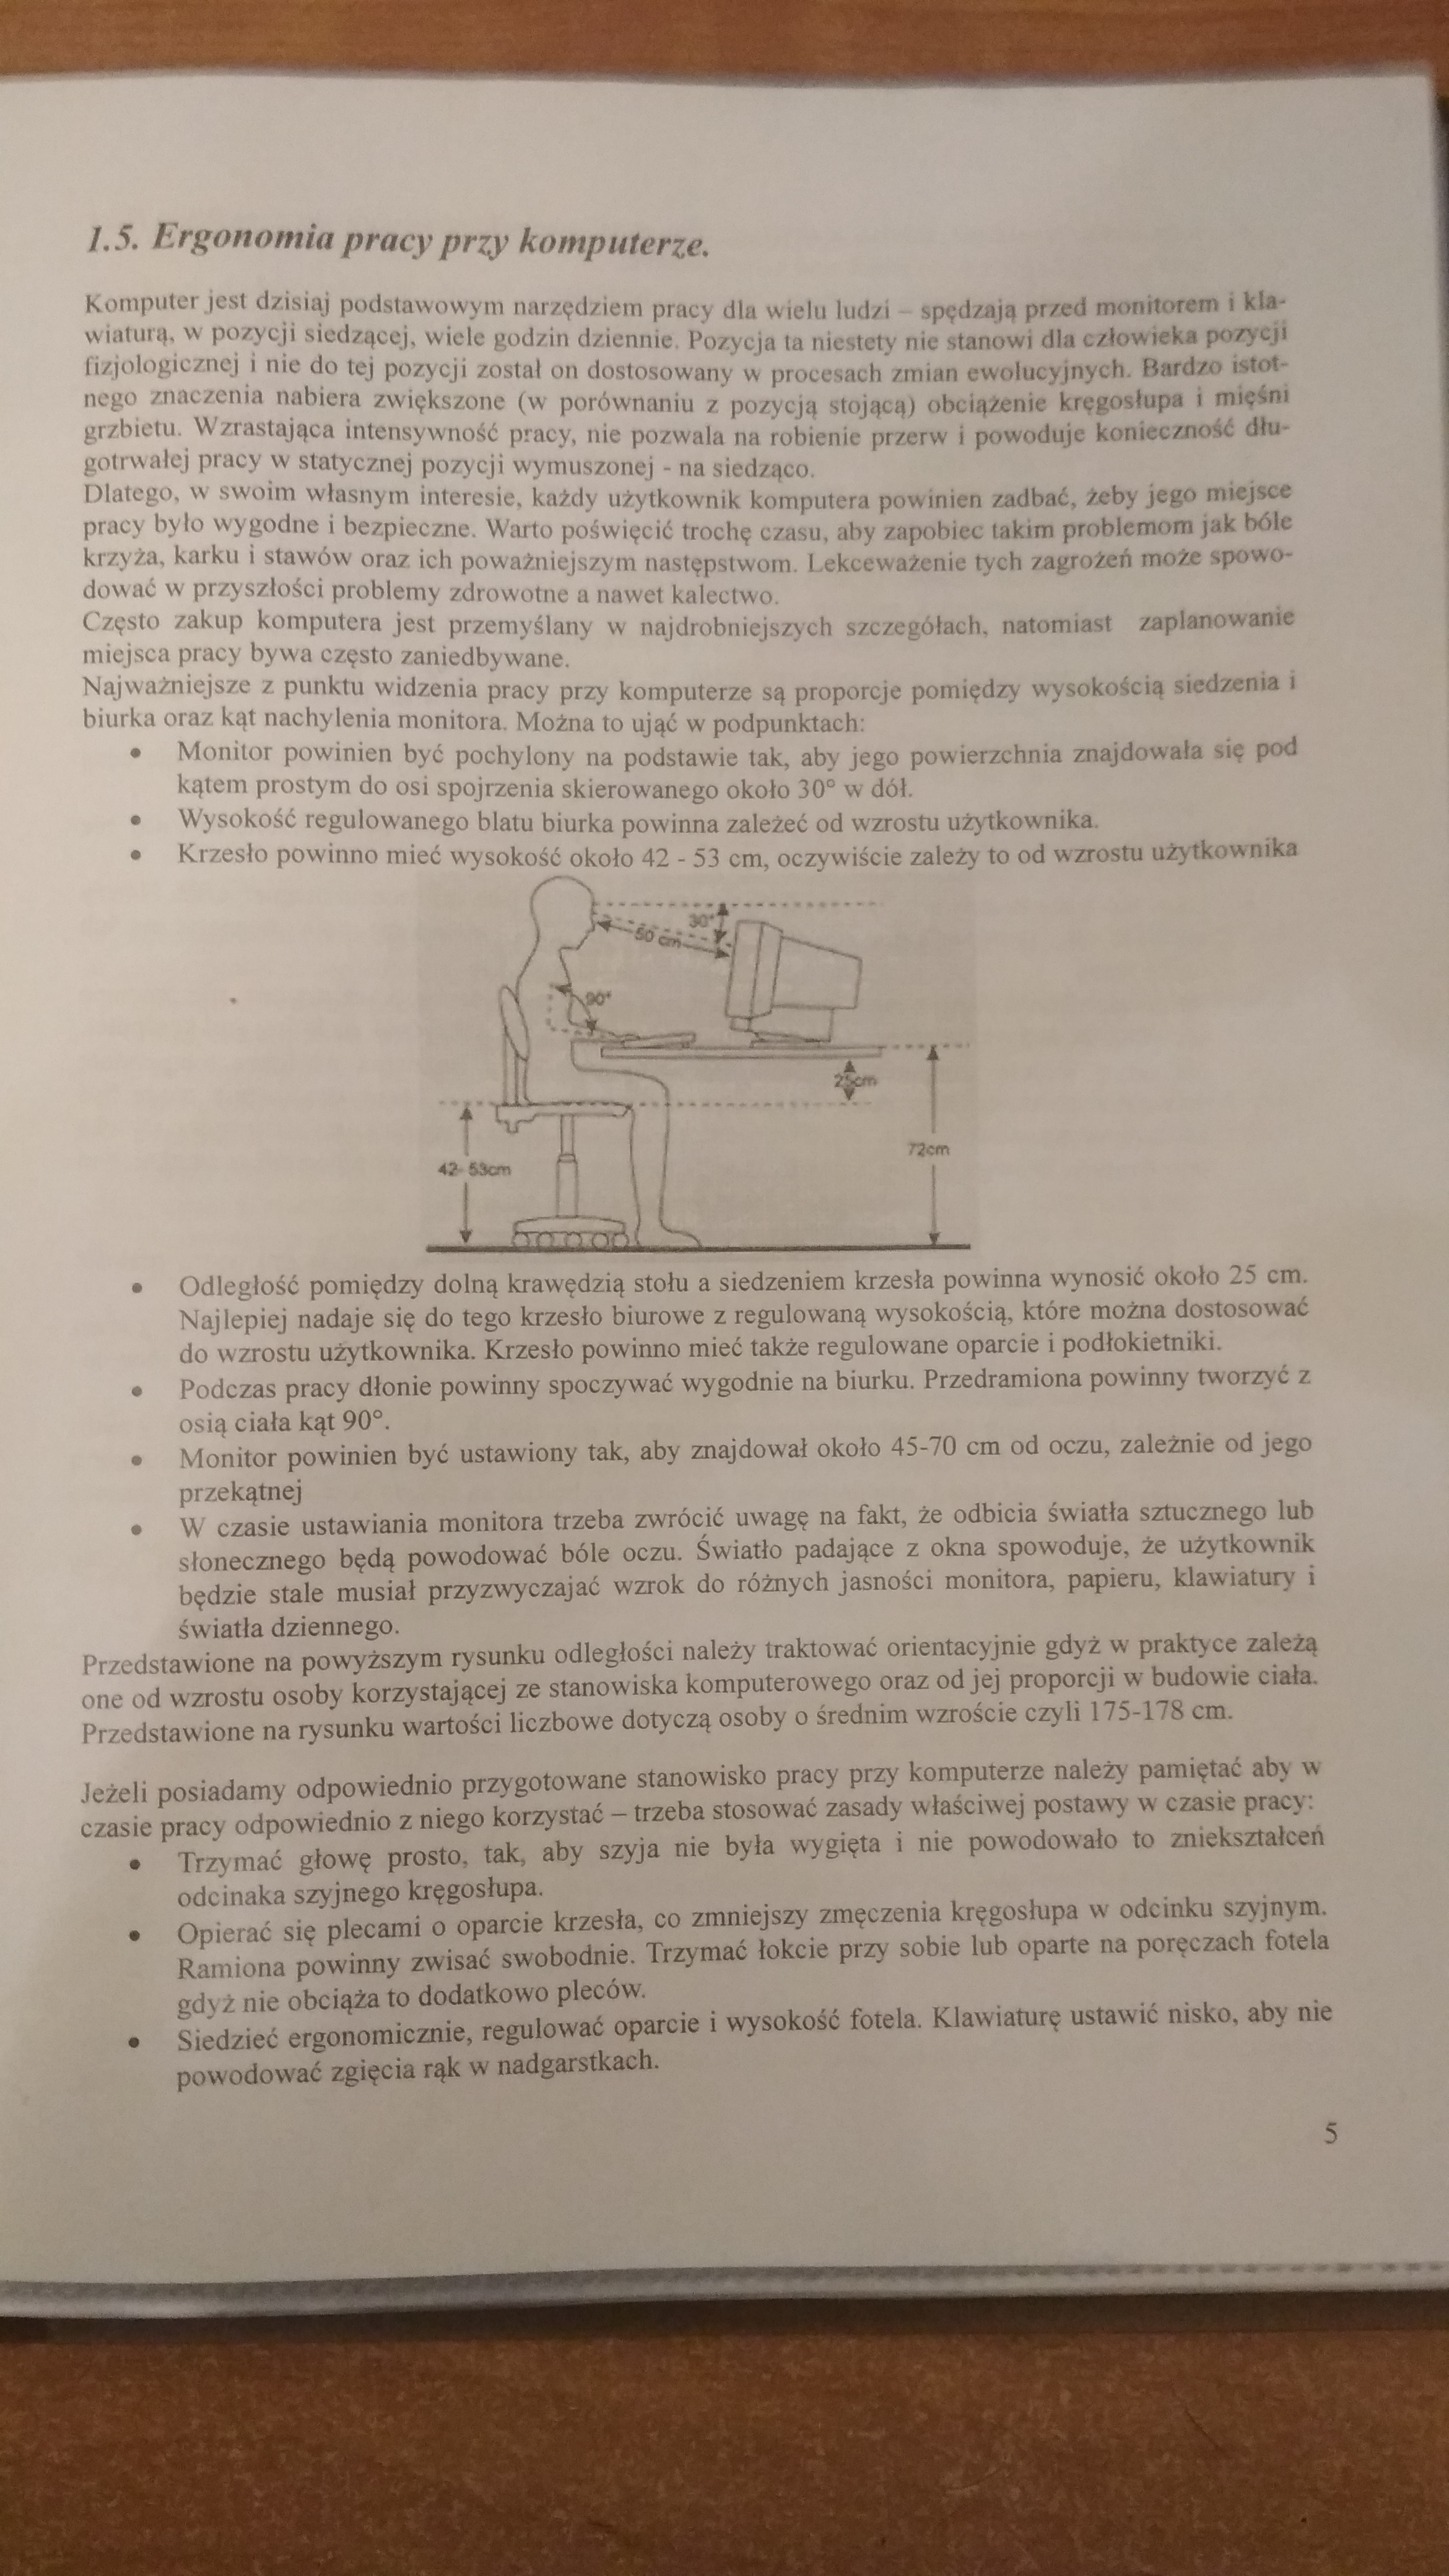 1.5. Ergonomia pracy przy komputerze.
Komputer jest dzisiaj podstawowym narzędziem pracy dla wielu ludzi – spędzają przed monitorem i kla-
wiaturą, w pozycji siedzącej, wiele godzin dziennie. Pozycja ta niestety nie stanowi dla człowieka pozycji
fizjologicznej i nie do tej pozycji został on dostosowany w procesach zmian ewolucyjnych. Bardzo istot-
nego znaczenia nabiera zwiększone (w porównaniu z pozycją stojącą) obciążenie kręgosłupa i mięśni
grzbietu. Wzrastająca intensywność pracy, nie pozwala na robienie przerw i powoduje konieczność dłu-
gotrwałej pracy w statycznej pozycji wymuszonej - na siedząco.
Dlatego, w swoim własnym interesie, każdy użytkownik komputera powinien zadbać, żeby jego miejsce
pracy było wygodne i bezpieczne. Warto poświęcić trochę czasu, aby zapobiec takim problemom jak bóle
krzyża, karku i stawów oraz ich poważniejszym następstwom. Lekceważenie tych zagrożeń może spowo-
dować w przyszłości problemy zdrowotne a nawet kalectwo.
Często zakup komputera jest przemyślany w najdrobniejszych szczegółach, natomiast zaplanowanie
miejsca pracy bywa często zaniedbywane.
Najważniejsze z punktu widzenia pracy przy komputerze są proporcje pomiędzy wysokością siedzenia i
biurka oraz kąt nachylenia monitora. Można to ująć w podpunktach:
• Monitor powinien być pochylony na podstawie tak, aby jego powierzchnia znajdowała się pod
kątem prostym do osi spojrzenia skierowanego około 30° w dół.
• Wysokość regulowanego blatu biurka powinna zależeć od wzrostu użytkownika.
• Krzesło powinno mieć wysokość około 42 - 53 cm, oczywiście zależy to od wzrostu użytkownika
30°
50 cm
90°
25cm
72cm
42- 53cm
• Odległość pomiędzy dolną krawędzią stołu a siedzeniem krzesła powinna wynosić około 25 cm.
Najlepiej nadaje się do tego krzesło biurowe z regulowaną wysokością, które można dostosować
do wzrostu użytkownika. Krzesło powinno mieć także regulowane oparcie i podłokietniki.
• Podczas pracy dłonie powinny spoczywać wygodnie na biurku. Przedramiona powinny tworzyć z
osią ciała kąt 90°.
• Monitor powinien być ustawiony tak, aby znajdował około 45-70 cm od oczu, zależnie od jego
przekątnej
• W czasie ustawiania monitora trzeba zwrócić uwagę na fakt, że odbicia światła sztucznego lub
słonecznego będą powodować bóle oczu. Światło padające z okna spowoduje, że użytkownik
będzie stale musiał przyzwyczajać wzrok do różnych jasności monitora, papieru, klawiatury i
światła dziennego.
Przedstawione na powyższym rysunku odległości należy traktować orientacyjnie gdyż w praktyce zależą
one od wzrostu osoby korzystającej ze stanowiska komputerowego oraz od jej proporcji w budowie ciała.
Przedstawione na rysunku wartości liczbowe dotyczą osoby o średnim wzroście czyli 175-178 cm.
Jeżeli posiadamy odpowiednio przygotowane stanowisko pracy przy komputerze należy pamiętać aby w
czasie pracy odpowiednio z niego korzystać – trzeba stosować zasady właściwej postawy w czasie pracy:
• Trzymać głowę prosto, tak, aby szyja nie była wygięta i nie powodowało to zniekształceń
odcinaka szyjnego kręgosłupa.
• Opierać się plecami o oparcie krzesła, co zmniejszy zmęczenia kręgosłupa w odcinku szyjnym.
Ramiona powinny zwisać swobodnie. Trzymać łokcie przy sobie lub oparte na poręczach fotela
gdyż nie obciąża to dodatkowo pleców.
• Siedzieć ergonomicznie, regulować oparcie i wysokość fotela. Klawiaturę ustawić nisko, aby nie
powodować zgięcia rąk w nadgarstkach.
5